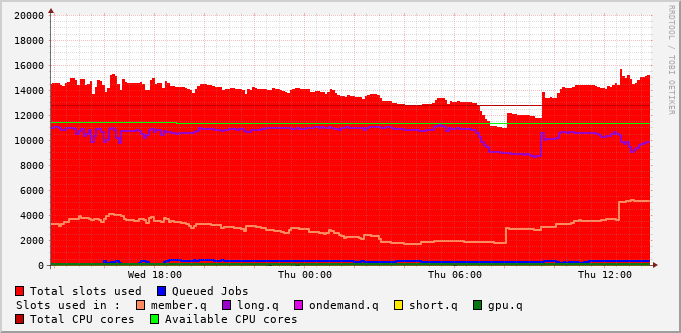 RRDTOOL / TOBI OETIKER
20000
18000
16000
14000
12000
10000
8000
6000
4000
2000
0
Wed 18:00 Thu 00:00 Thu 06:00 Thu 12:00
Total slots used Queued Jobs
Slots used in : member.q long.q ondemand.q short.q gpu.q
Total CPU cores Available CPU cores